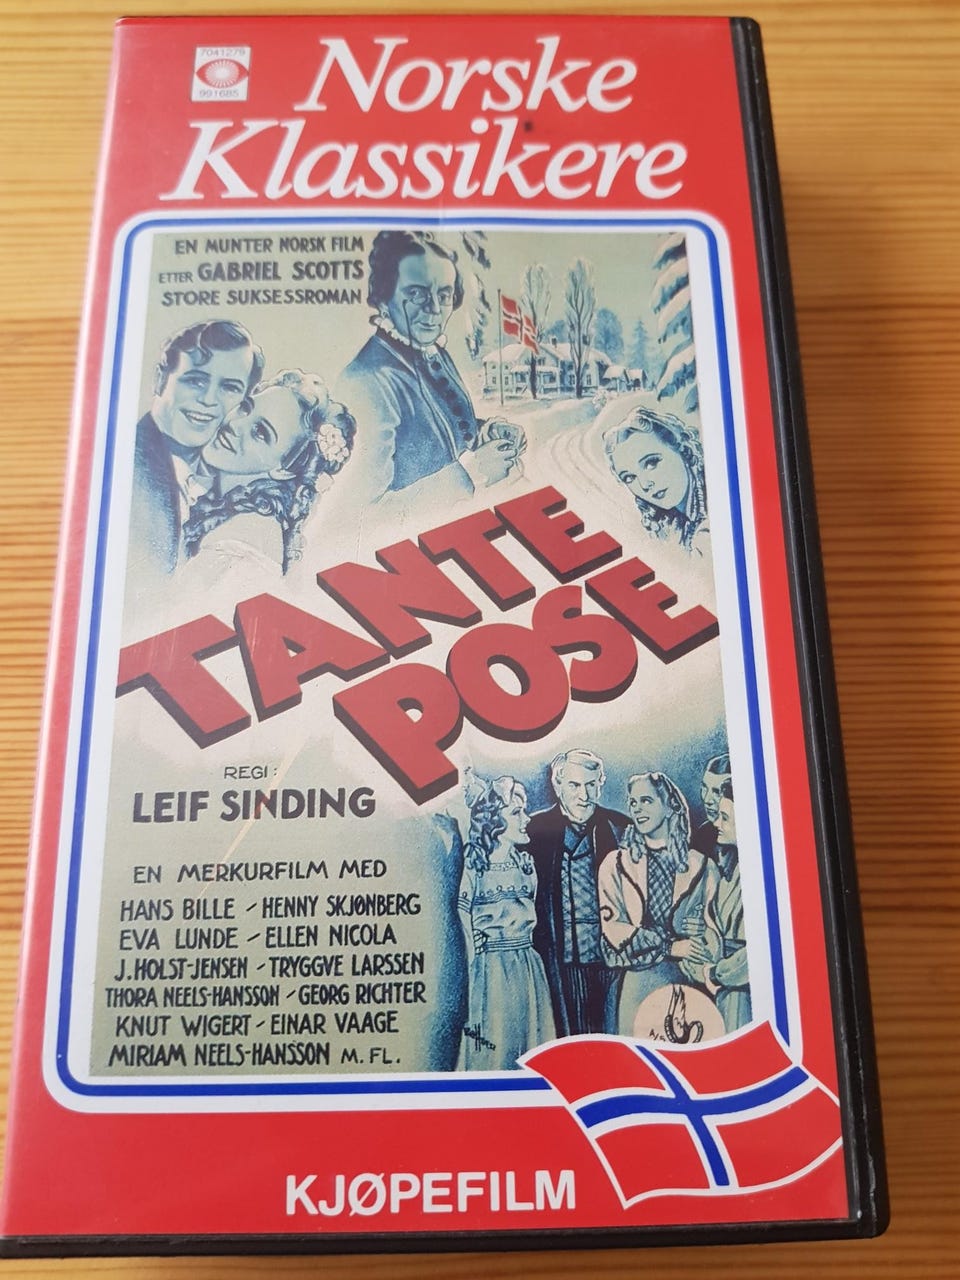 7041279
991685
Norske
Klassikere
EN MUNTER NORSK FILM
ETTER GABRIEL SCOTTS
STORE SUKSESSROMAN
TANTE
POSE
REGI:
LEIF SINDING
EN MERKURFILM MED
HANS BILLE - HENNY SKJØNBERG
EVA LUNDE - ELLEN NICOLA
J. HOLST-JENSEN - TRYGGVE LARSSEN
THORA NEELS-HANSSON - GEORG RICHTER
KNUT WIGERT - EINAR VAAGE
MIRIAM NEELS-HANSSON M. FL.
KJØPEFILM